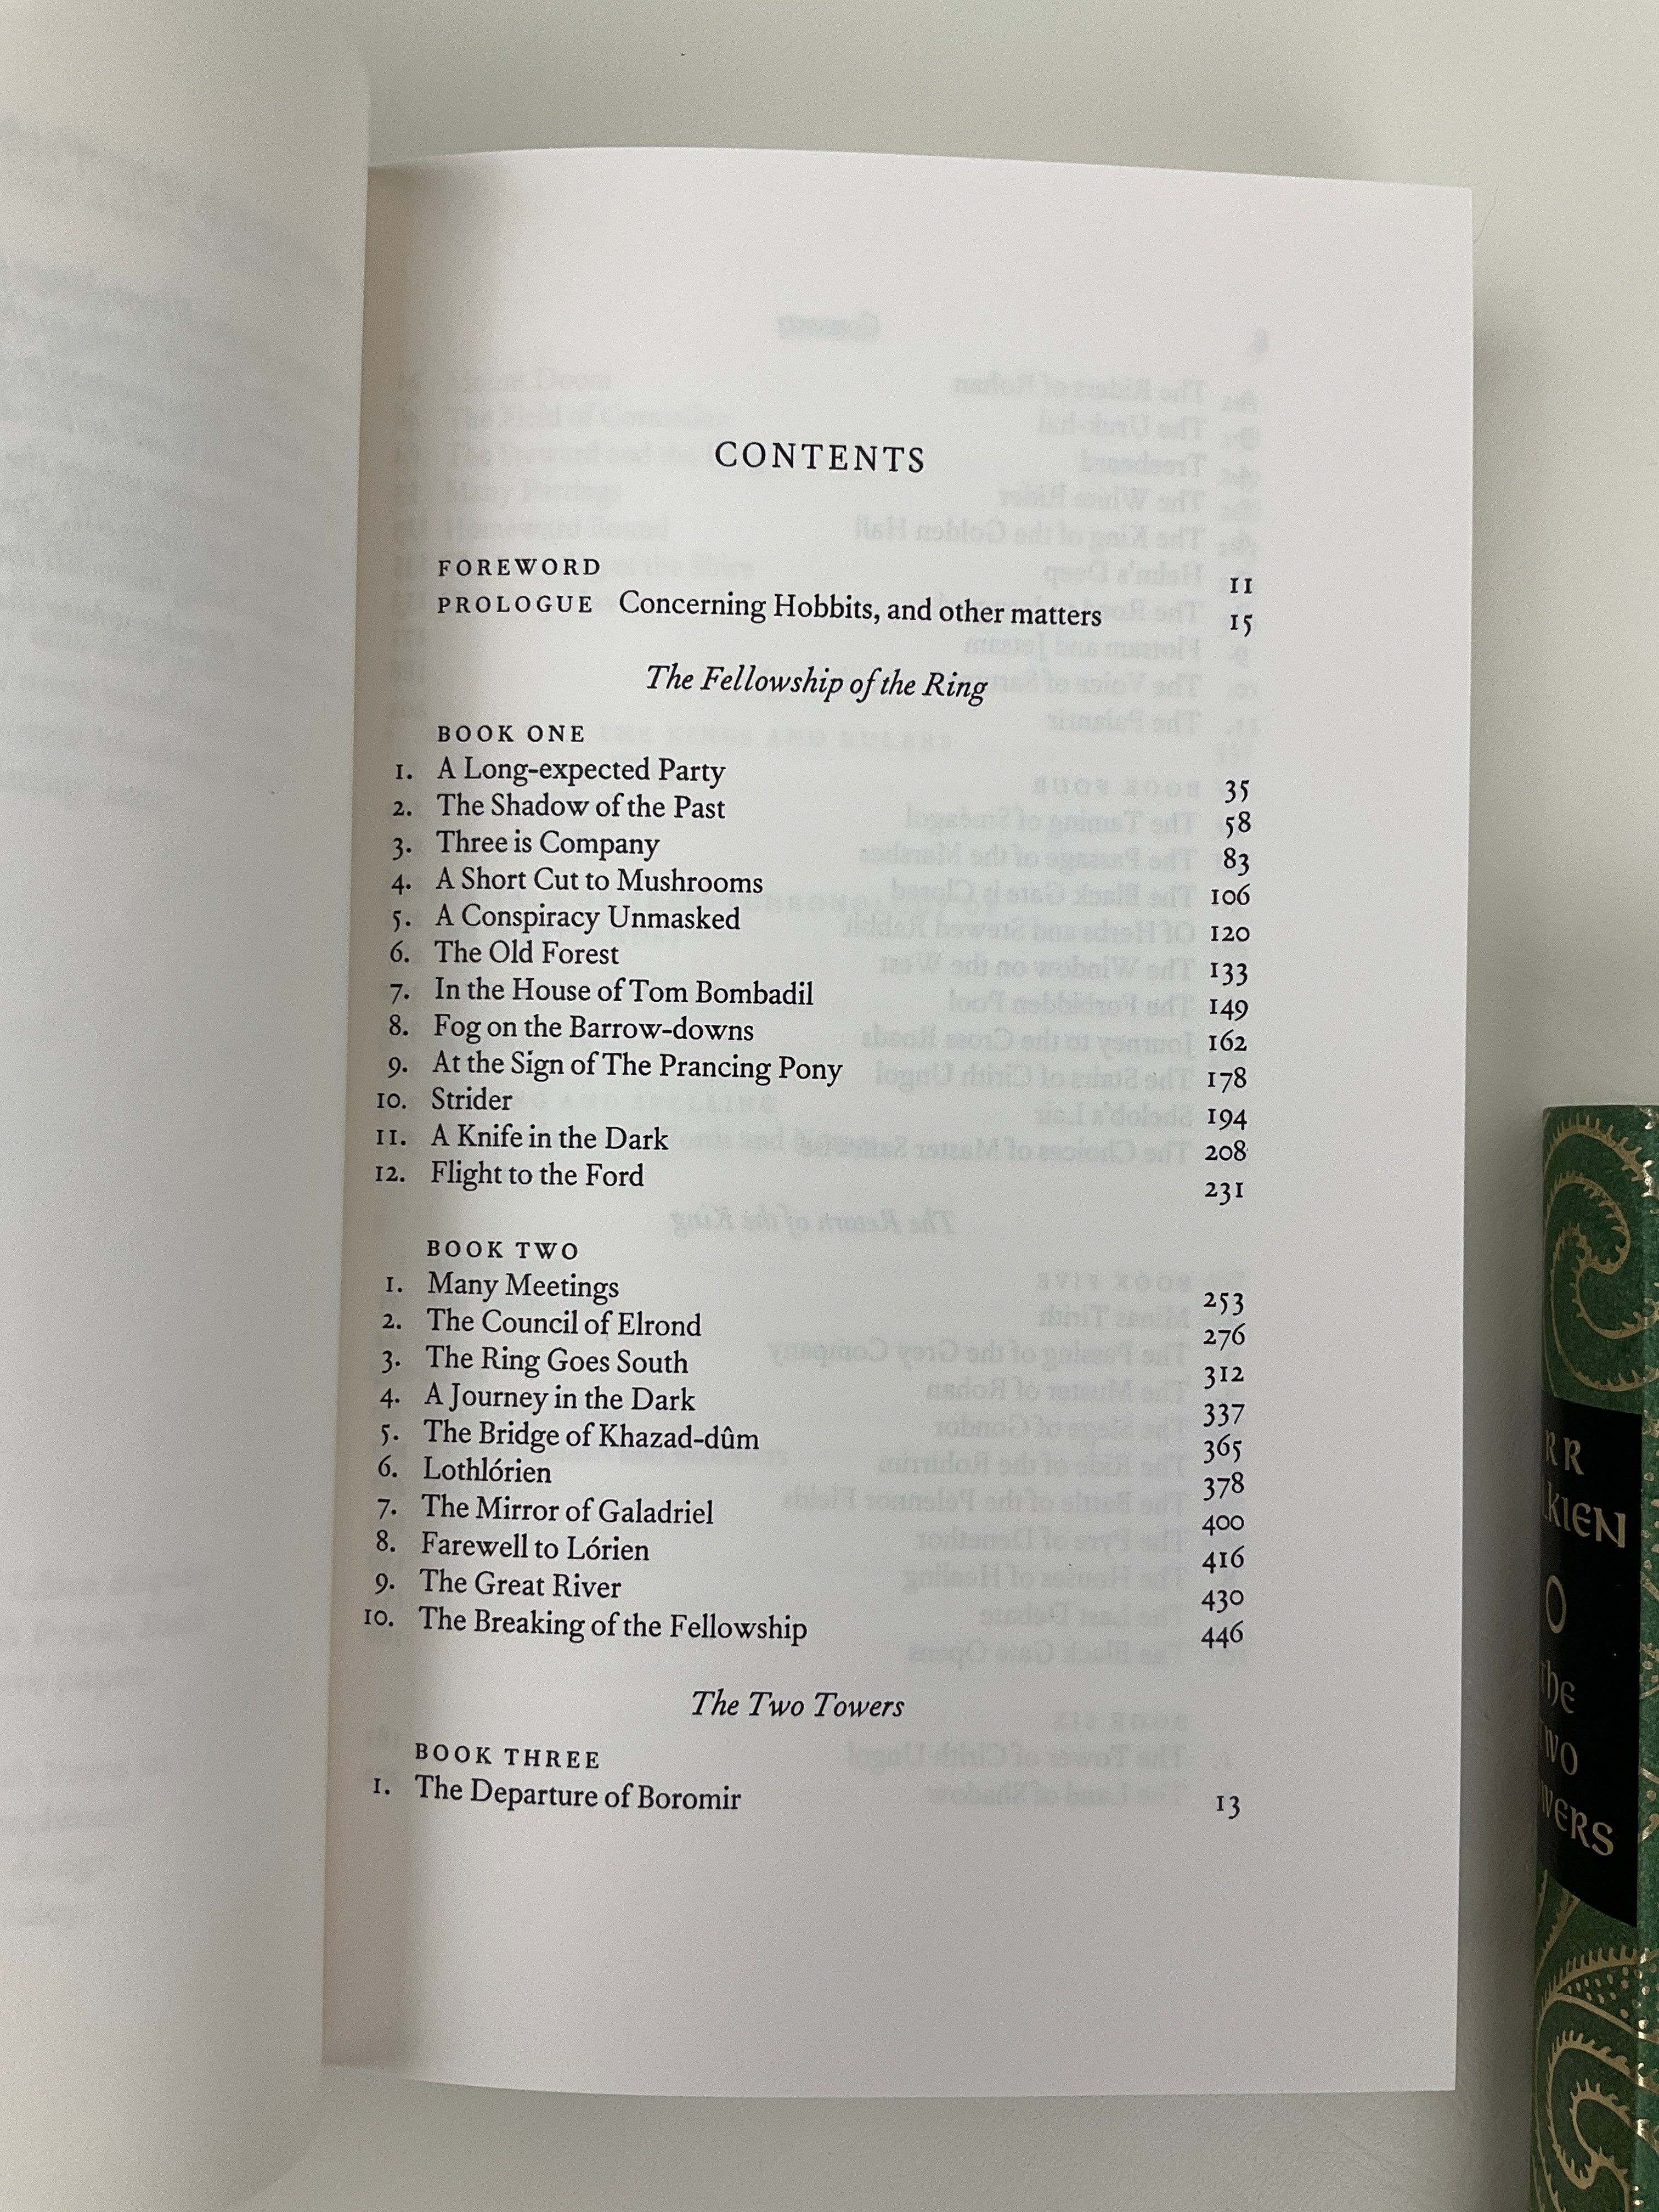 CONTENTS
FOREWORD 11
PROLOGUE Concerning Hobbits, and other matters 15
The Fellowship of the Ring
BOOK ONE
1. A Long-expected Party 35
2. The Shadow of the Past 58
3. Three is Company 83
4. A Short Cut to Mushrooms 106
5. A Conspiracy Unmasked 120
6. The Old Forest 133
7. In the House of Tom Bombadil 149
8. Fog on the Barrow-downs 162
9. At the Sign of The Prancing Pony 178
10. Strider 194
11. A Knife in the Dark 208
12. Flight to the Ford 231
BOOK TWO
1. Many Meetings 253
2. The Council of Elrond 276
3. The Ring Goes South 312
4. A Journey in the Dark 337
5. The Bridge of Khazad-dûm 365
6. Lothlórien 378
7. The Mirror of Galadriel 400
8. Farewell to Lórien 416
9. The Great River 430
10. The Breaking of the Fellowship 446
The Two Towers
BOOK THREE
1. The Departure of Boromir 13
RR
LKIEN
the
TWO
OWERS